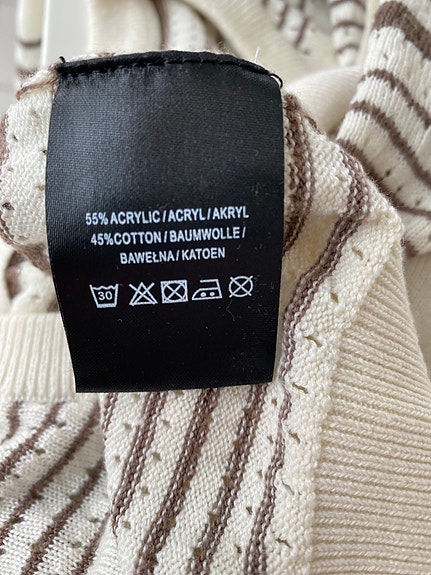 55% ACRYLIC / ACRYL / AKRYL
45%COTTON / BAUMWOLLE /
BAWEŁNA / KATOEN
30